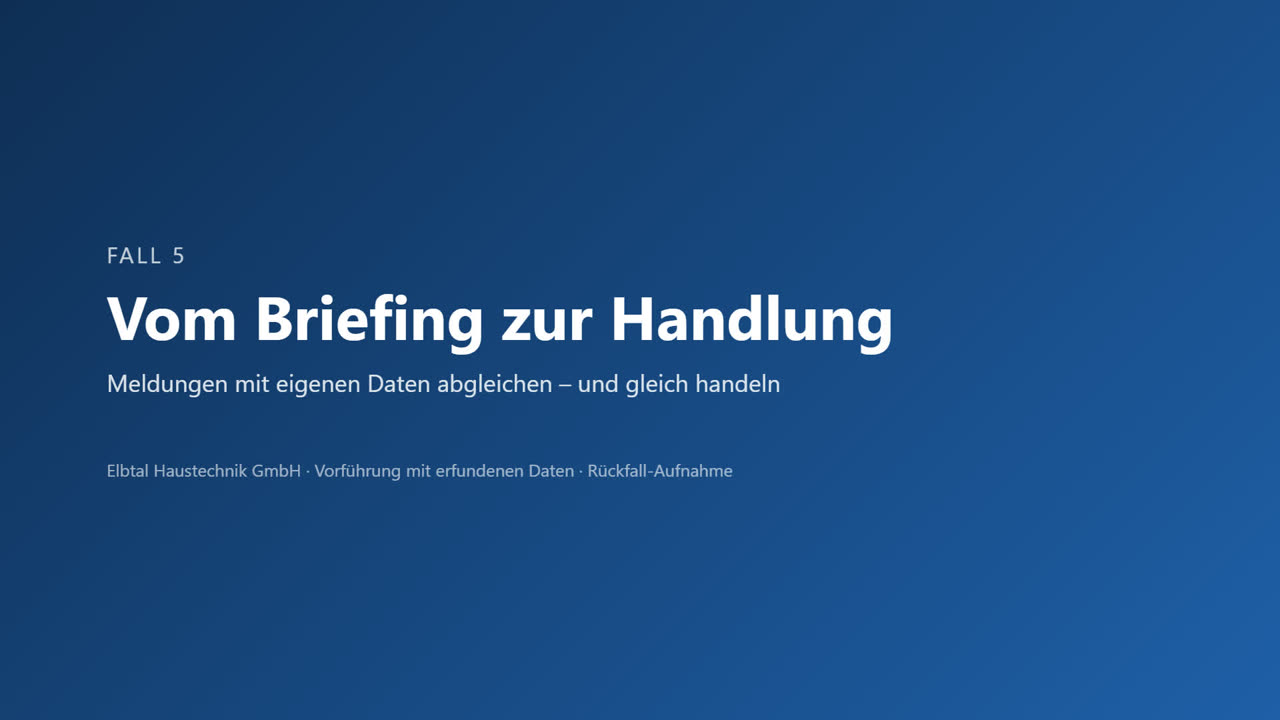 FALL 5
Vom Briefing zur Handlung
Meldungen mit eigenen Daten abgleichen – und gleich handeln
Elbtal Haustechnik GmbH · Vorführung mit erfundenen Daten · Rückfall-Aufnahme